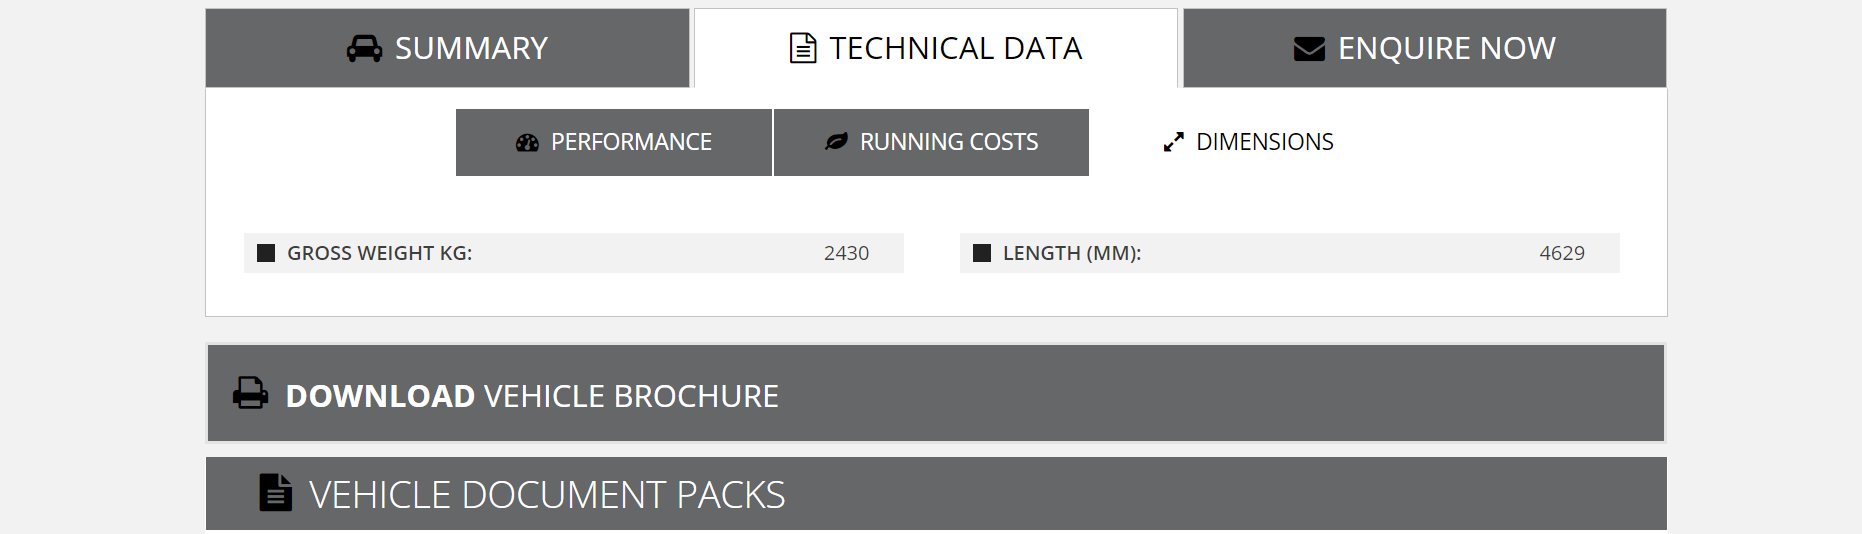 SUMMARY
TECHNICAL DATA
ENQUIRE NOW
PERFORMANCE
RUNNING COSTS
DIMENSIONS
GROSS WEIGHT KG: 2430
LENGTH (MM): 4629
DOWNLOAD VEHICLE BROCHURE
VEHICLE DOCUMENT PACKS